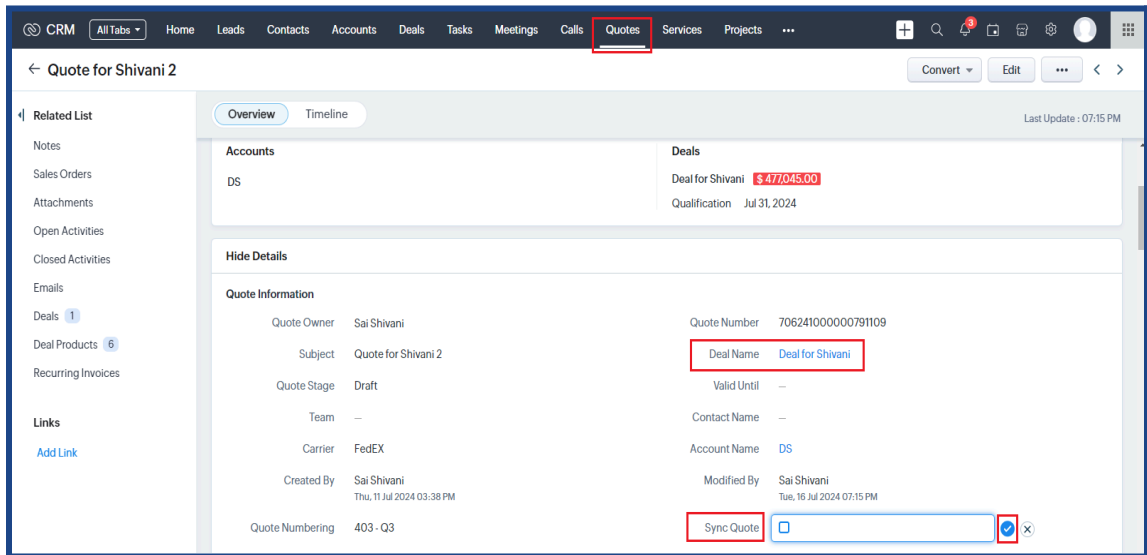 CRM All Tabs Home Leads Contacts Accounts Deals Tasks Meetings Calls Quotes Services Projects ••• 3
← Quote for Shivani 2 Convert Edit •••
Related List
Notes
Sales Orders
Attachments
Open Activities
Closed Activities
Emails
Deals 1
Deal Products 6
Recurring Invoices
Links
Add Link
Overview Timeline Last Update : 07:15 PM
Accounts
DS
Deals
Deal for Shivani $ 477,045.00
Qualification Jul 31, 2024
Hide Details
Quote Information
Quote Owner Sai Shivani Quote Number 706241000000791109
Subject Quote for Shivani 2 Deal Name Deal for Shivani
Quote Stage Draft Valid Until —
Team — Contact Name —
Carrier FedEX Account Name DS
Created By Sai Shivani Modified By Sai Shivani
Thu, 11 Jul 2024 03:38 PM Tue, 16 Jul 2024 07:15 PM
Quote Numbering 403 - Q3 Sync Quote